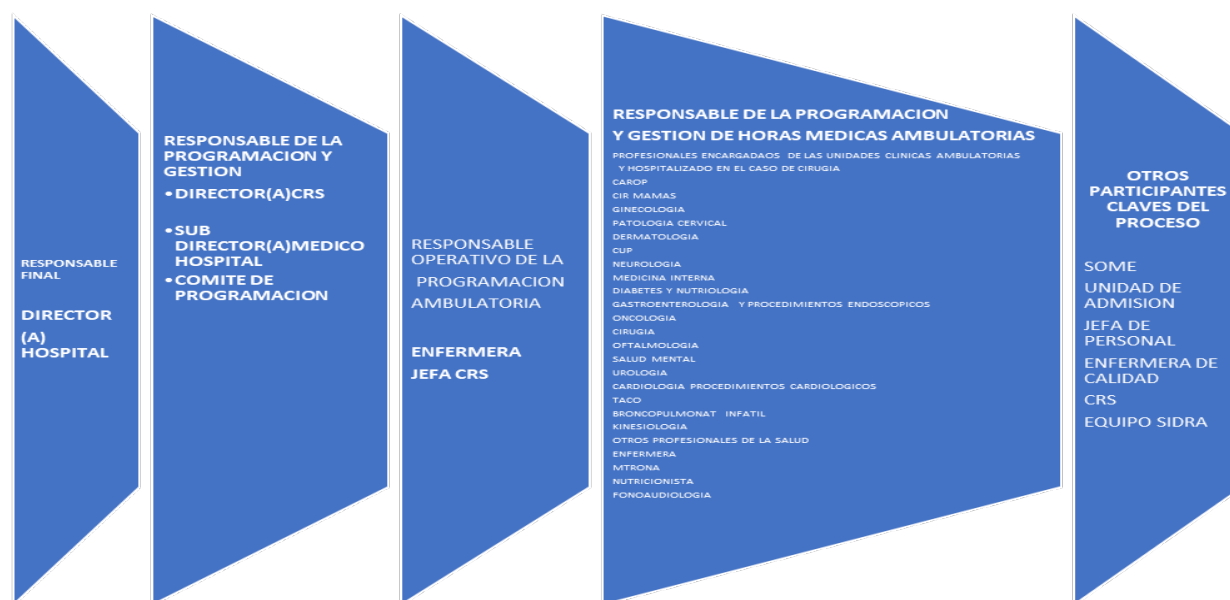 RESPONSABLE
FINAL
DIRECTOR
(A)
HOSPITAL
RESPONSABLE DE LA
PROGRAMACION Y
GESTION
•DIRECTOR(A)CRS
•SUB
DIRECTOR(A)MEDICO
HOSPITAL
•COMITE DE
PROGRAMACION
RESPONSABLE
OPERATIVO DE LA
PROGRAMACION
AMBULATORIA
ENFERMERA
JEFA CRS
RESPONSABLE DE LA PROGRAMACION
Y GESTION DE HORAS MEDICAS AMBULATORIAS
PROFESIONALES ENCARGADAOS DE LAS UNIDADES CLINICAS AMBULATORIAS
Y HOSPITALIZADO EN EL CASO DE CIRUGIA
CAROP
CIR MAMAS
GINECOLOGIA
PATOLOGIA CERVICAL
DERMATOLOGIA
CUP
NEUROLOGIA
MEDICINA INTERNA
DIABETES Y NUTRIOLOGIA
GASTROENTEROLOGIA Y PROCEDIMIENTOS ENDOSCOPICOS
ONCOLOGIA
CIRUGIA
OFTALMOLOGIA
SALUD MENTAL
UROLOGIA
CARDIOLOGIA PROCEDIMIENTOS CARDIOLOGICOS
TACO
BRONCOPULMONAT INFATIL
KINESIOLOGIA
OTROS PROFESIONALES DE LA SALUD
ENFERMERA
MTRONA
NUTRICIONISTA
FONOAUDIOLOGIA
OTROS
PARTICIPANTES
CLAVES DEL
PROCESO
SOME
UNIDAD DE
ADMISION
JEFA DE
PERSONAL
ENFERMERA DE
CALIDAD
CRS
EQUIPO SIDRA